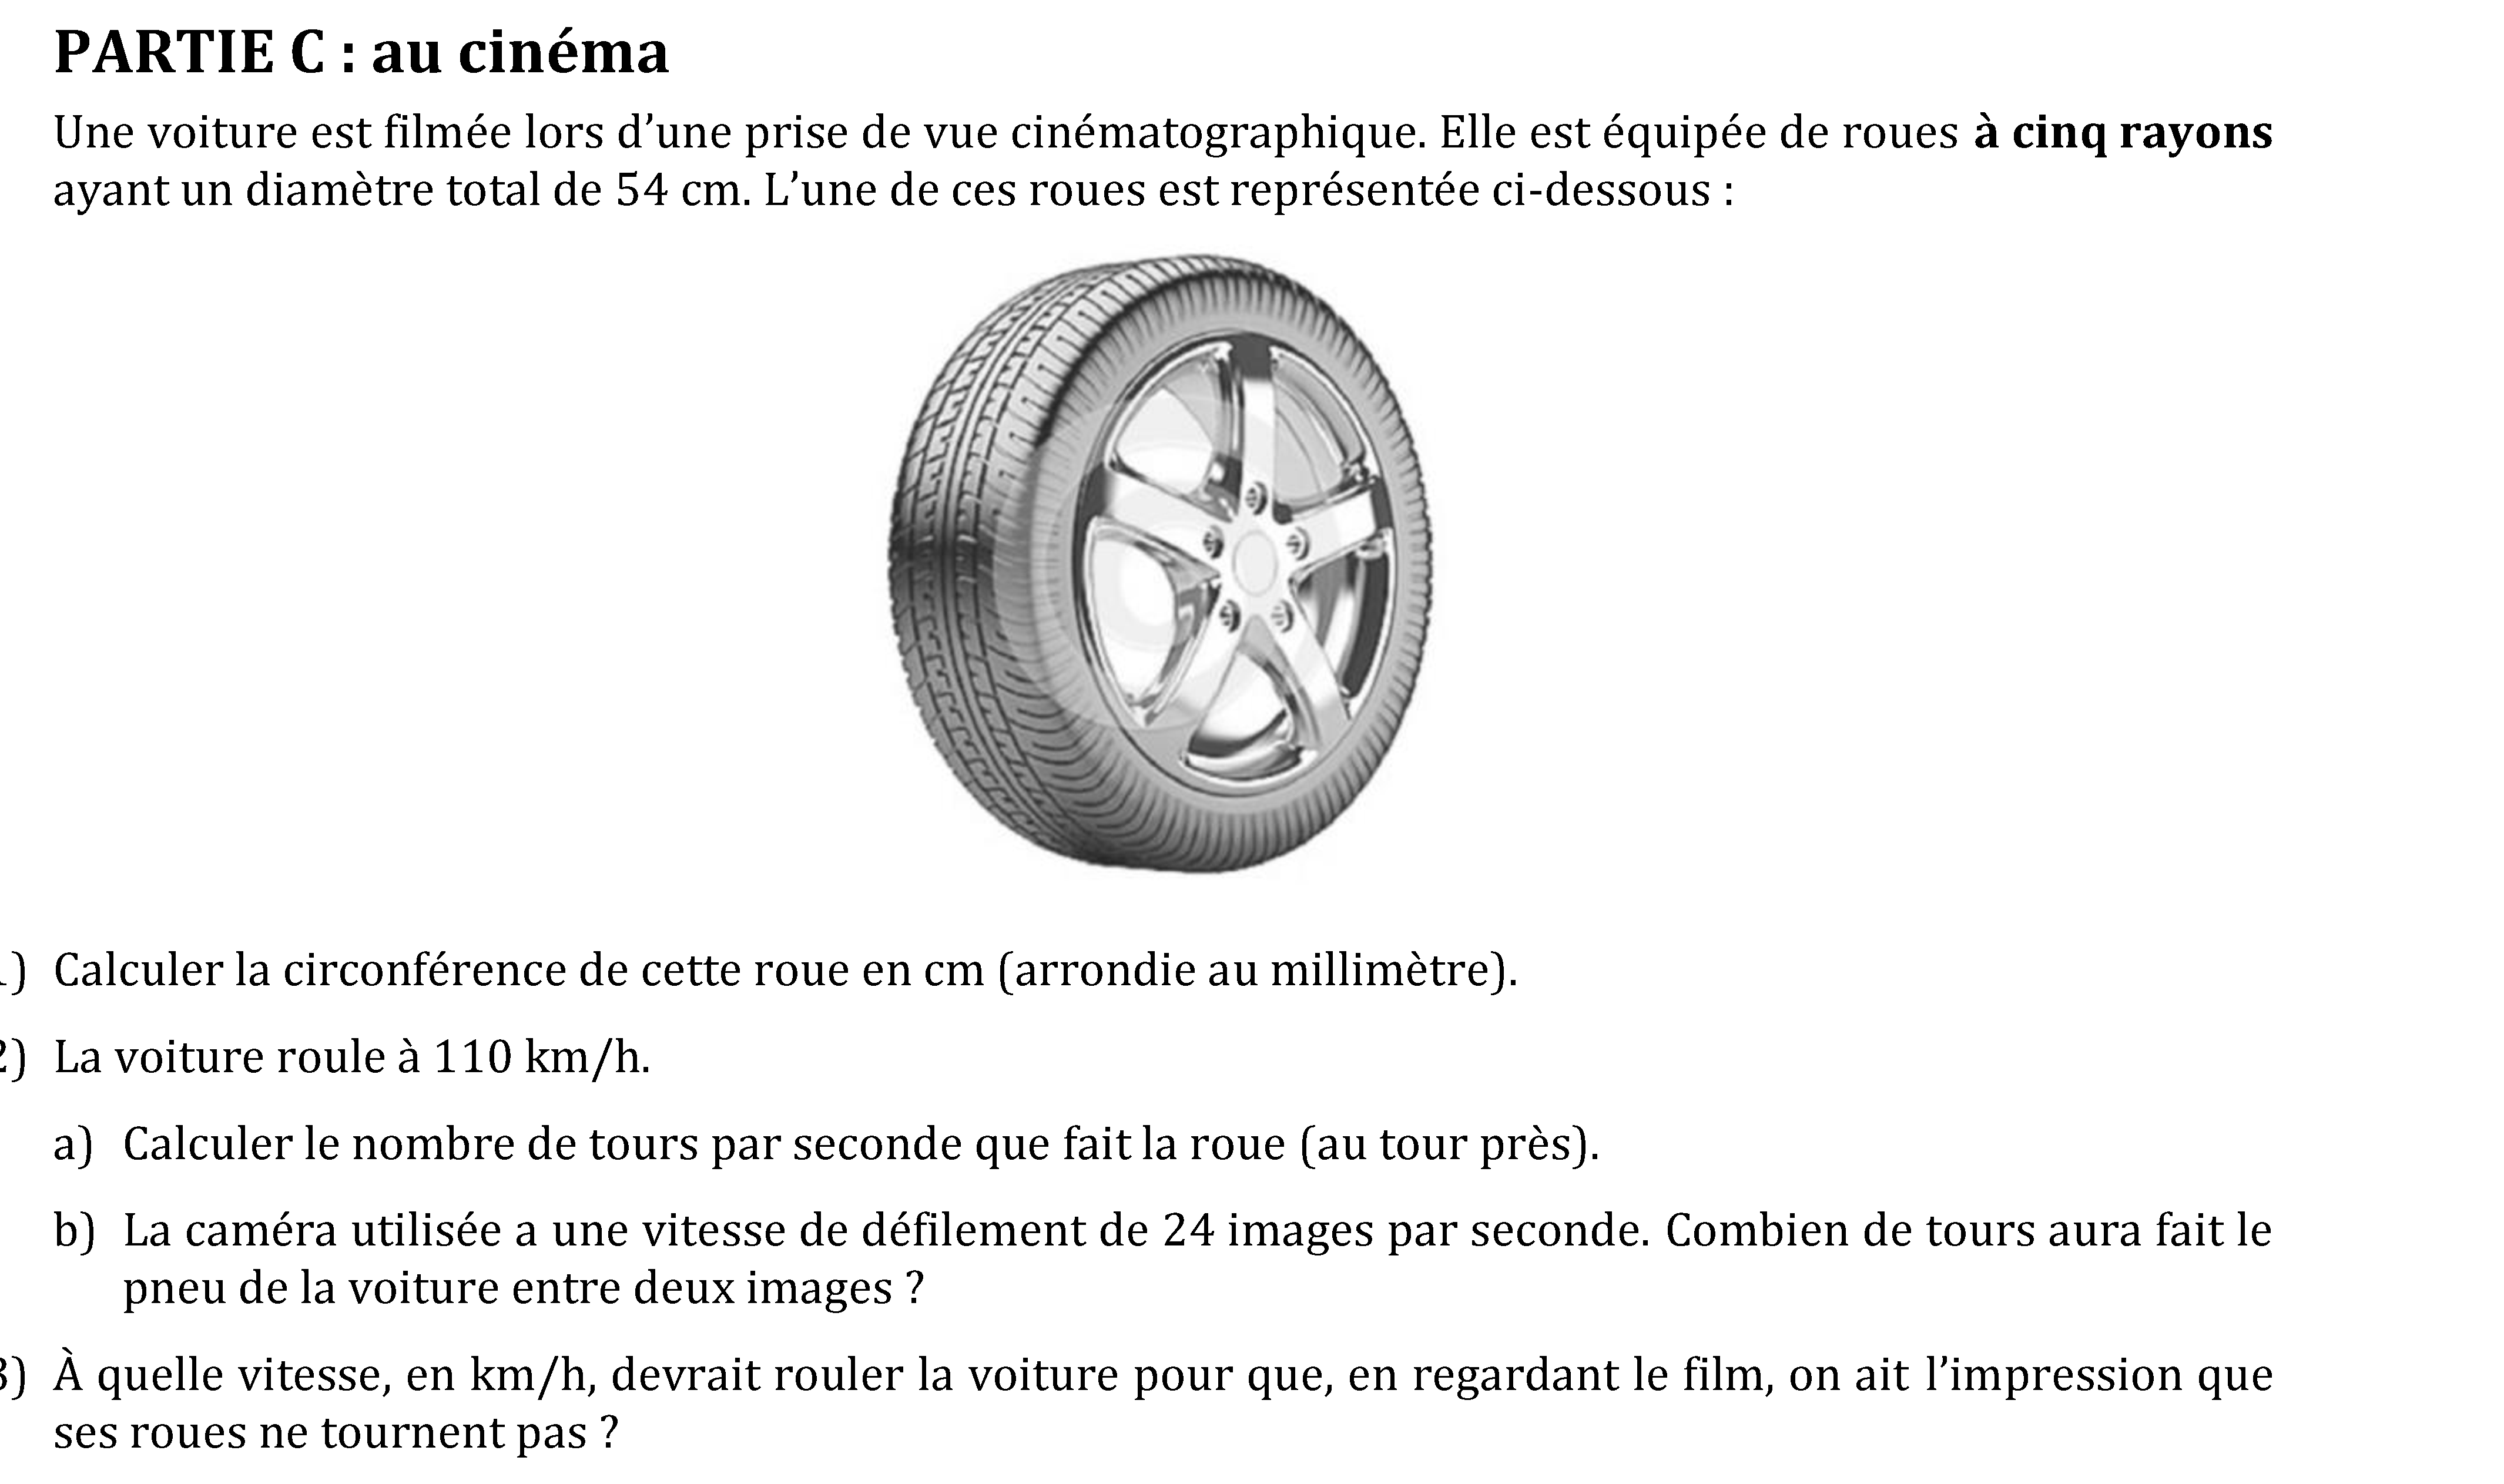 PARTIE C : au cinéma
Une voiture est filmée lors d’une prise de vue cinématographique. Elle est équipée de roues à cinq rayons
ayant un diamètre total de 54 cm. L’une de ces roues est représentée ci-dessous :
) Calculer la circonférence de cette roue en cm (arrondie au millimètre).
2) La voiture roule à 110 km/h.
a) Calculer le nombre de tours par seconde que fait la roue (au tour près).
b) La caméra utilisée a une vitesse de défilement de 24 images par seconde. Combien de tours aura fait le
pneu de la voiture entre deux images ?
3) À quelle vitesse, en km/h, devrait rouler la voiture pour que, en regardant le film, on ait l’impression que
ses roues ne tournent pas ?